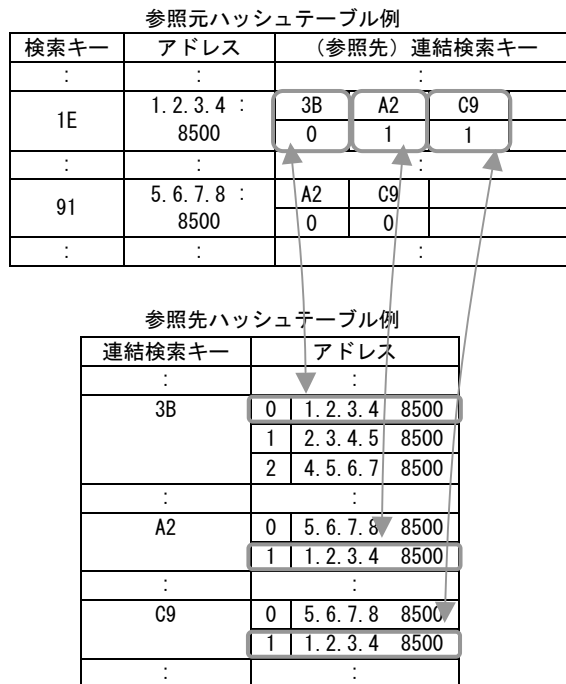 参照元ハッシュテーブル例
検索キー アドレス （参照先）連結検索キー
： ： ：
1E 1.2.3.4 : 8500 3B A2 C9
0 1 1
： ： ：
91 5.6.7.8 : 8500 A2 C9
0 0
： ： ：
参照先ハッシュテーブル例
連結検索キー アドレス
： ：
3B 0 1.2.3.4 8500
1 2.3.4.5 8500
2 4.5.6.7 8500
： ：
A2 0 5.6.7.8 8500
1 1.2.3.4 8500
： ：
C9 0 5.6.7.8 8500
1 1.2.3.4 8500
： ：